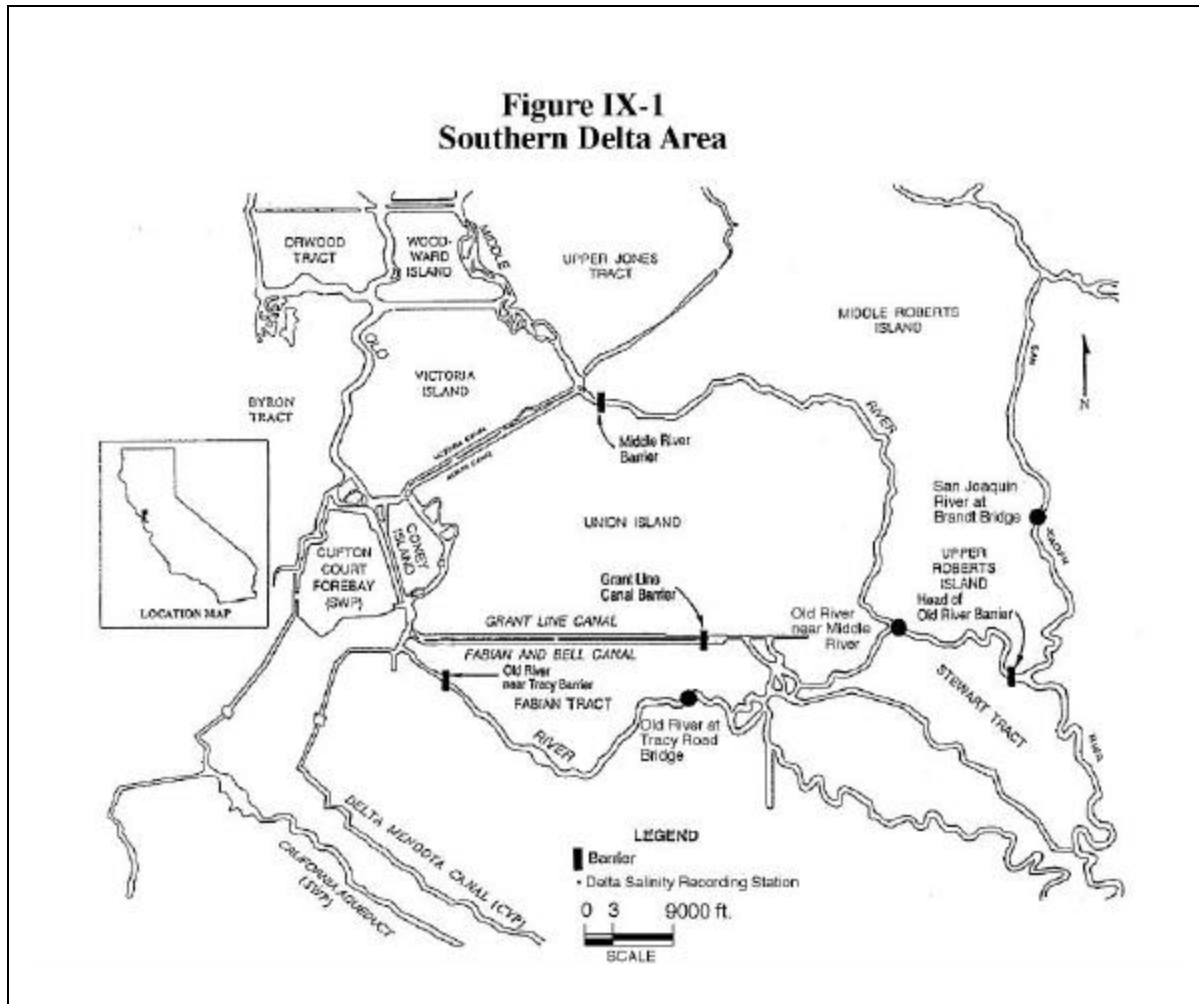 Figure IX-1
Southern Delta Area
ORWOOD
TRACT
WOOD-
WARD
ISLAND
MIDDLE
UPPER JONES
TRACT
MIDDLE ROBERTS
ISLAND
SAN
OLD
VICTORIA
ISLAND
BYRON
TRACT
N
RIVER
Middle River
Barrier
VICTORIA CANAL
NORTH CANAL
San Joaquin
River at
Brandt Bridge
JOAQUIN
UNION ISLAND
CONEY
ISLAND
CLIFTON
COURT
FOREBAY
(SWP)
LOCATION MAP
UPPER
ROBERTS
ISLAND
Head of
Old River Barrier
Grant Line
Canal Barrier
Old River
near Middle
River
GRANT LINE CANAL
FABIAN AND BELL CANAL
Old River
near Tracy Barrier
FABIAN TRACT
STEWART TRACT
RIVER
Old River at
Tracy Road
Bridge
RIVER
DELTA MENDOTA CANAL (CVP)
CALIFORNIA AQUEDUCT
(SWP)
LEGEND
Barrier
• Delta Salinity Recording Station
0 3 9000 ft.
SCALE